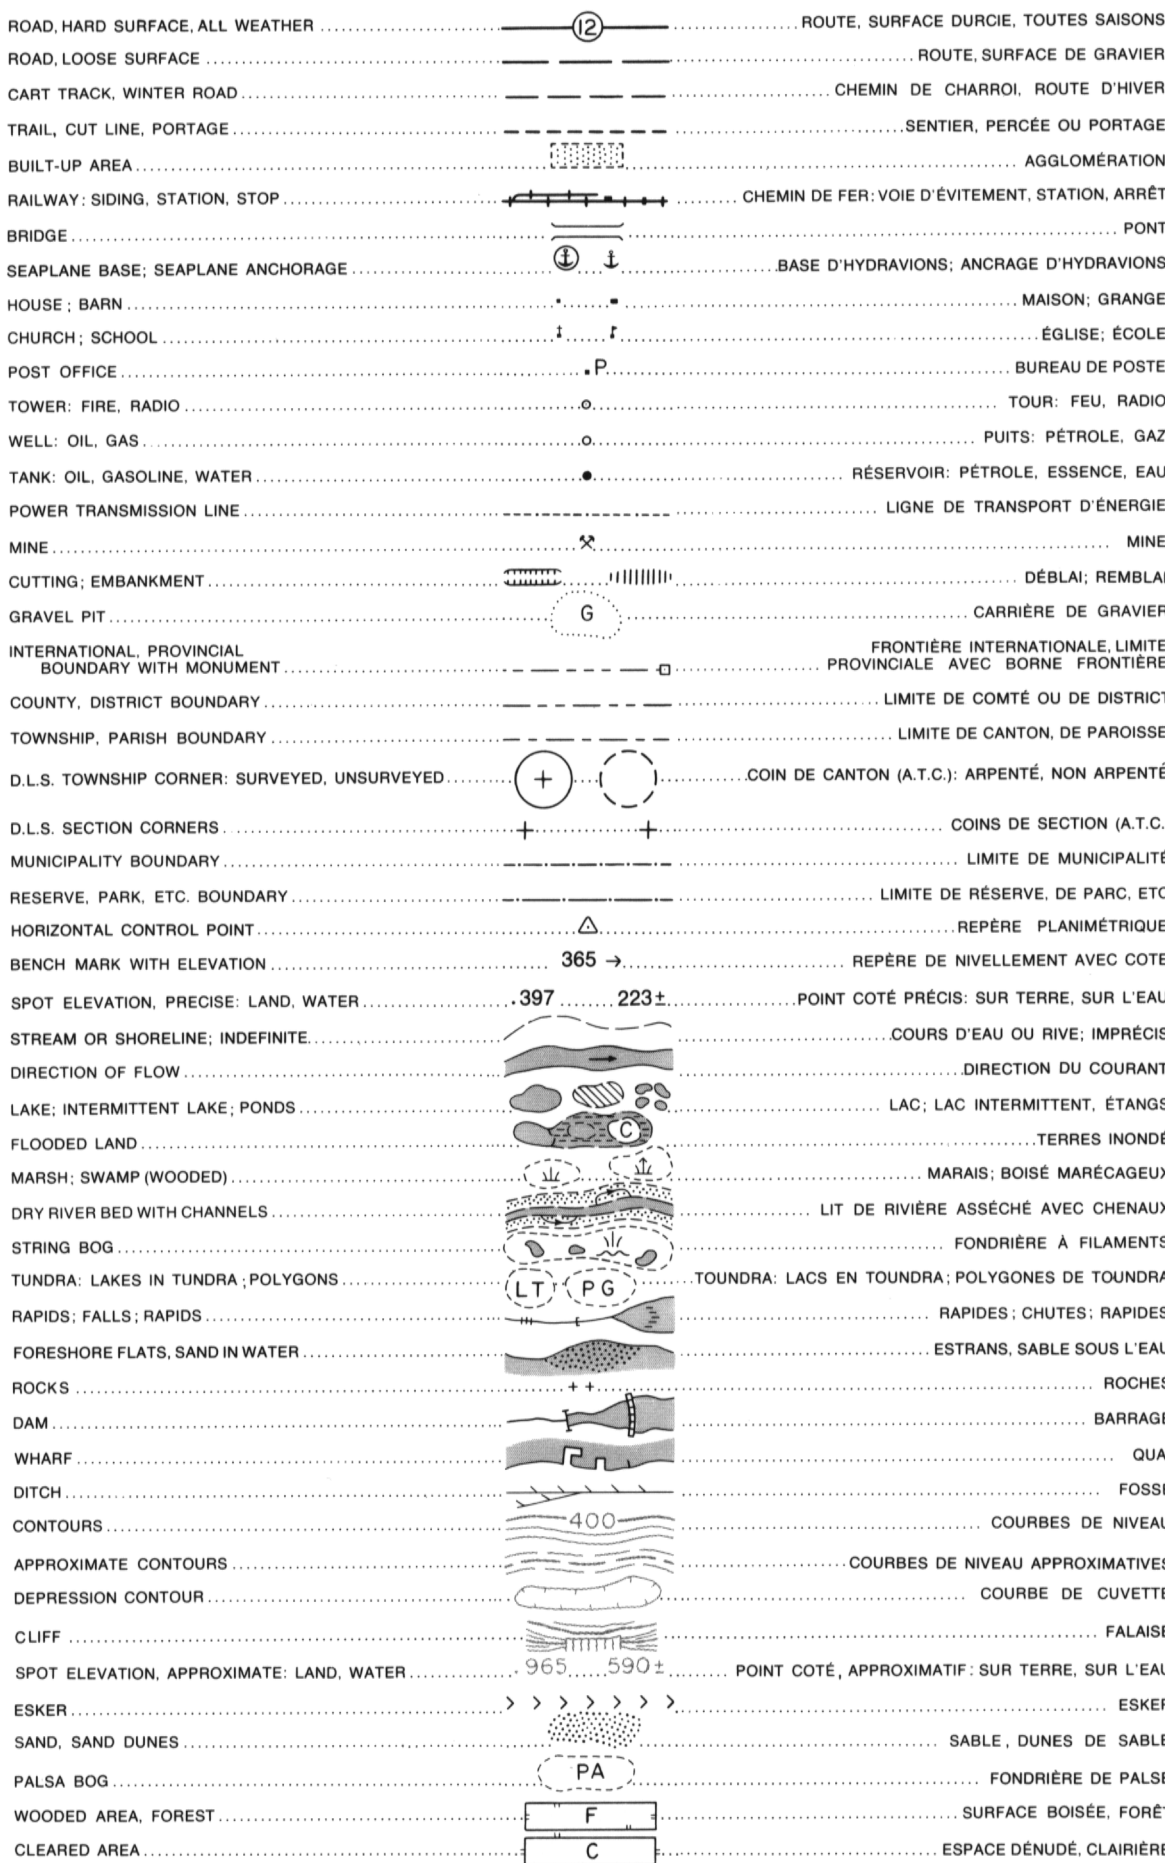 ROAD, HARD SURFACE, ALL WEATHER 12 ROUTE, SURFACE DURCIE, TOUTES SAISONS
ROAD, LOOSE SURFACE ROUTE, SURFACE DE GRAVIER
CART TRACK, WINTER ROAD CHEMIN DE CHARROI, ROUTE D'HIVER
TRAIL, CUT LINE, PORTAGE SENTIER, PERCÉE OU PORTAGE
BUILT-UP AREA AGGLOMÉRATION
RAILWAY: SIDING, STATION, STOP CHEMIN DE FER: VOIE D'ÉVITEMENT, STATION, ARRÊT
BRIDGE PONT
SEAPLANE BASE; SEAPLANE ANCHORAGE BASE D'HYDRAVIONS; ANCRAGE D'HYDRAVIONS
HOUSE; BARN MAISON; GRANGE
CHURCH; SCHOOL ÉGLISE; ÉCOLE
POST OFFICE P BUREAU DE POSTE
TOWER: FIRE, RADIO TOUR: FEU, RADIO
WELL: OIL, GAS PUITS: PÉTROLE, GAZ
TANK: OIL, GASOLINE, WATER RÉSERVOIR: PÉTROLE, ESSENCE, EAU
POWER TRANSMISSION LINE LIGNE DE TRANSPORT D'ÉNERGIE
MINE MINE
CUTTING; EMBANKMENT DÉBLAI; REMBLAI
GRAVEL PIT G CARRIÈRE DE GRAVIER
INTERNATIONAL, PROVINCIAL FRONTIÈRE INTERNATIONALE, LIMITE
BOUNDARY WITH MONUMENT PROVINCIALE AVEC BORNE FRONTIÈRE
COUNTY, DISTRICT BOUNDARY LIMITE DE COMTÉ OU DE DISTRICT
TOWNSHIP, PARISH BOUNDARY LIMITE DE CANTON, DE PAROISSE
D.L.S. TOWNSHIP CORNER: SURVEYED, UNSURVEYED COIN DE CANTON (A.T.C.): ARPENTÉ, NON ARPENTÉ
D.L.S. SECTION CORNERS COINS DE SECTION (A.T.C.
MUNICIPALITY BOUNDARY LIMITE DE MUNICIPALITÉ
RESERVE, PARK, ETC. BOUNDARY LIMITE DE RÉSERVE, DE PARC, ETC
HORIZONTAL CONTROL POINT REPÈRE PLANIMÉTRIQUE
BENCH MARK WITH ELEVATION 365 → REPÈRE DE NIVELLEMENT AVEC COTE
SPOT ELEVATION, PRECISE: LAND, WATER .397 223± POINT COTÉ PRÉCIS: SUR TERRE, SUR L'EAU
STREAM OR SHORELINE; INDEFINITE COURS D'EAU OU RIVE; IMPRÉCIS
DIRECTION OF FLOW DIRECTION DU COURANT
LAKE; INTERMITTENT LAKE; PONDS LAC; LAC INTERMITTENT, ÉTANGS
FLOODED LAND C TERRES INONDÉ
MARSH; SWAMP (WOODED) MARAIS; BOISÉ MARÉCAGEUX
DRY RIVER BED WITH CHANNELS LIT DE RIVIÈRE ASSÉCHÉ AVEC CHENAUX
STRING BOG FONDRIÈRE À FILAMENTS
TUNDRA: LAKES IN TUNDRA; POLYGONS LT PG TOUNDRA: LACS EN TOUNDRA; POLYGONES DE TOUNDRA
RAPIDS; FALLS; RAPIDS RAPIDES; CHUTES; RAPIDES
FORESHORE FLATS, SAND IN WATER ESTRANS, SABLE SOUS L'EAU
ROCKS ROCHES
DAM BARRAGE
WHARF QUA
DITCH FOSSE
CONTOURS 400 COURBES DE NIVEAU
APPROXIMATE CONTOURS COURBES DE NIVEAU APPROXIMATIVES
DEPRESSION CONTOUR COURBE DE CUVETTE
CLIFF FALAISE
SPOT ELEVATION, APPROXIMATE: LAND, WATER .965 590± POINT COTÉ, APPROXIMATIF: SUR TERRE, SUR L'EAU
ESKER ESKER
SAND, SAND DUNES SABLE, DUNES DE SABLE
PALSA BOG PA FONDRIÈRE DE PALSE
WOODED AREA, FOREST F SURFACE BOISÉE, FORÊT
CLEARED AREA C ESPACE DÉNUDÉ, CLAIRIÈRE